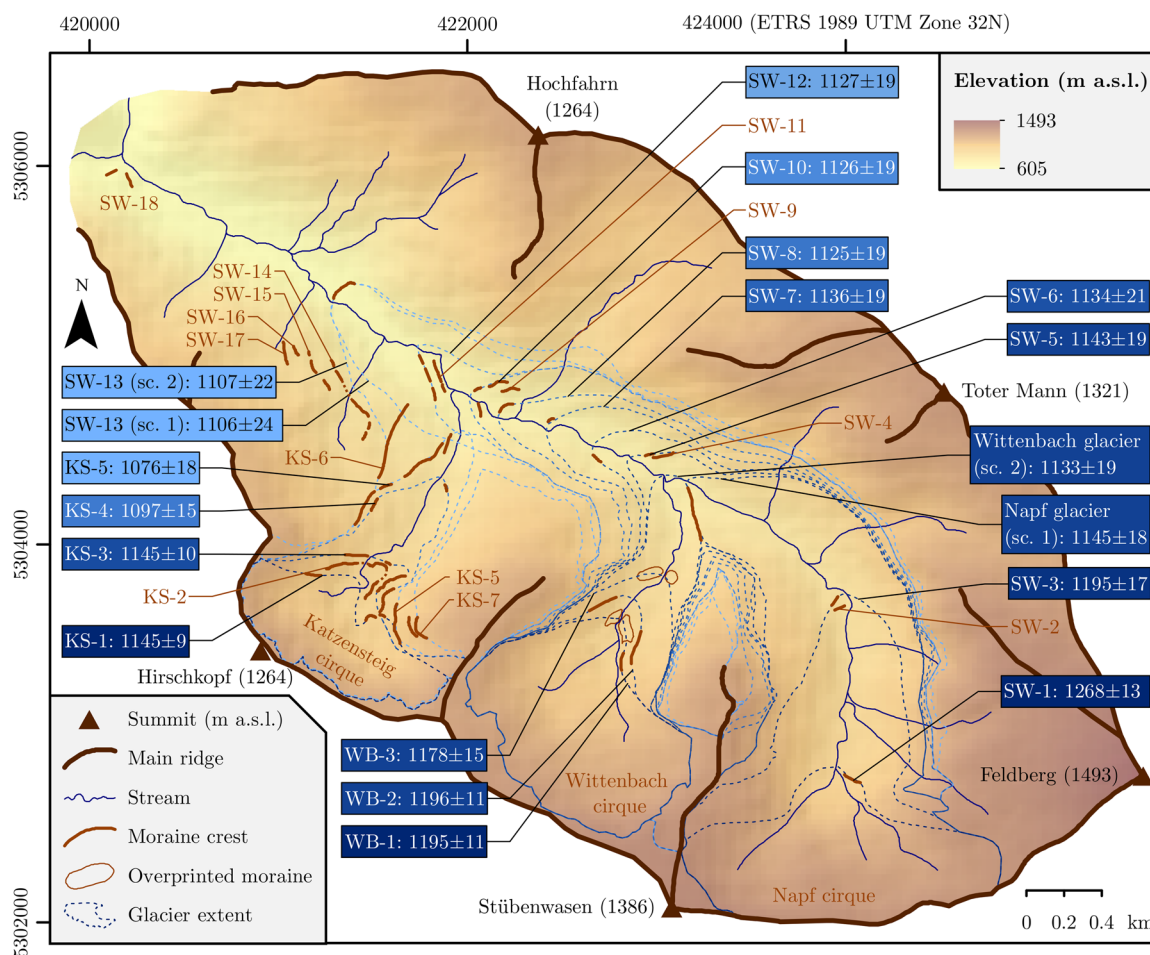 420000
422000
424000 (ETRS 1989 UTM Zone 32N)
Hochfahrn
(1264)
SW-12: 1127±19
SW-11
SW-10: 1126±19
SW-9
SW-8: 1125±19
SW-7: 1136±19
Elevation (m a.s.l.)
1493
605
5306000
5304000
5302000
SW-18
N
SW-14
SW-15
SW-16
SW-17
SW-6: 1134±21
SW-5: 1143±19
SW-13 (sc. 2): 1107±22
SW-13 (sc. 1): 1106±24
Toter Mann (1321)
SW-4
KS-6
KS-5: 1076±18
KS-4: 1097±15
KS-3: 1145±10
Wittenbach glacier
(sc. 2): 1133±19
Napf glacier
(sc. 1): 1145±18
KS-2
KS-5
KS-7
SW-3: 1195±17
SW-2
KS-1: 1145±9
Katzensteig
cirque
Hirschkopf (1264)
SW-1: 1268±13
WB-3: 1178±15
WB-2: 1196±11
WB-1: 1195±11
Wittenbach
cirque
Feldberg (1493)
Napf cirque
Stübenwasen (1386)
Summit (m a.s.l.)
Main ridge
Stream
Moraine crest
Overprinted moraine
Glacier extent
0 0.2 0.4 km